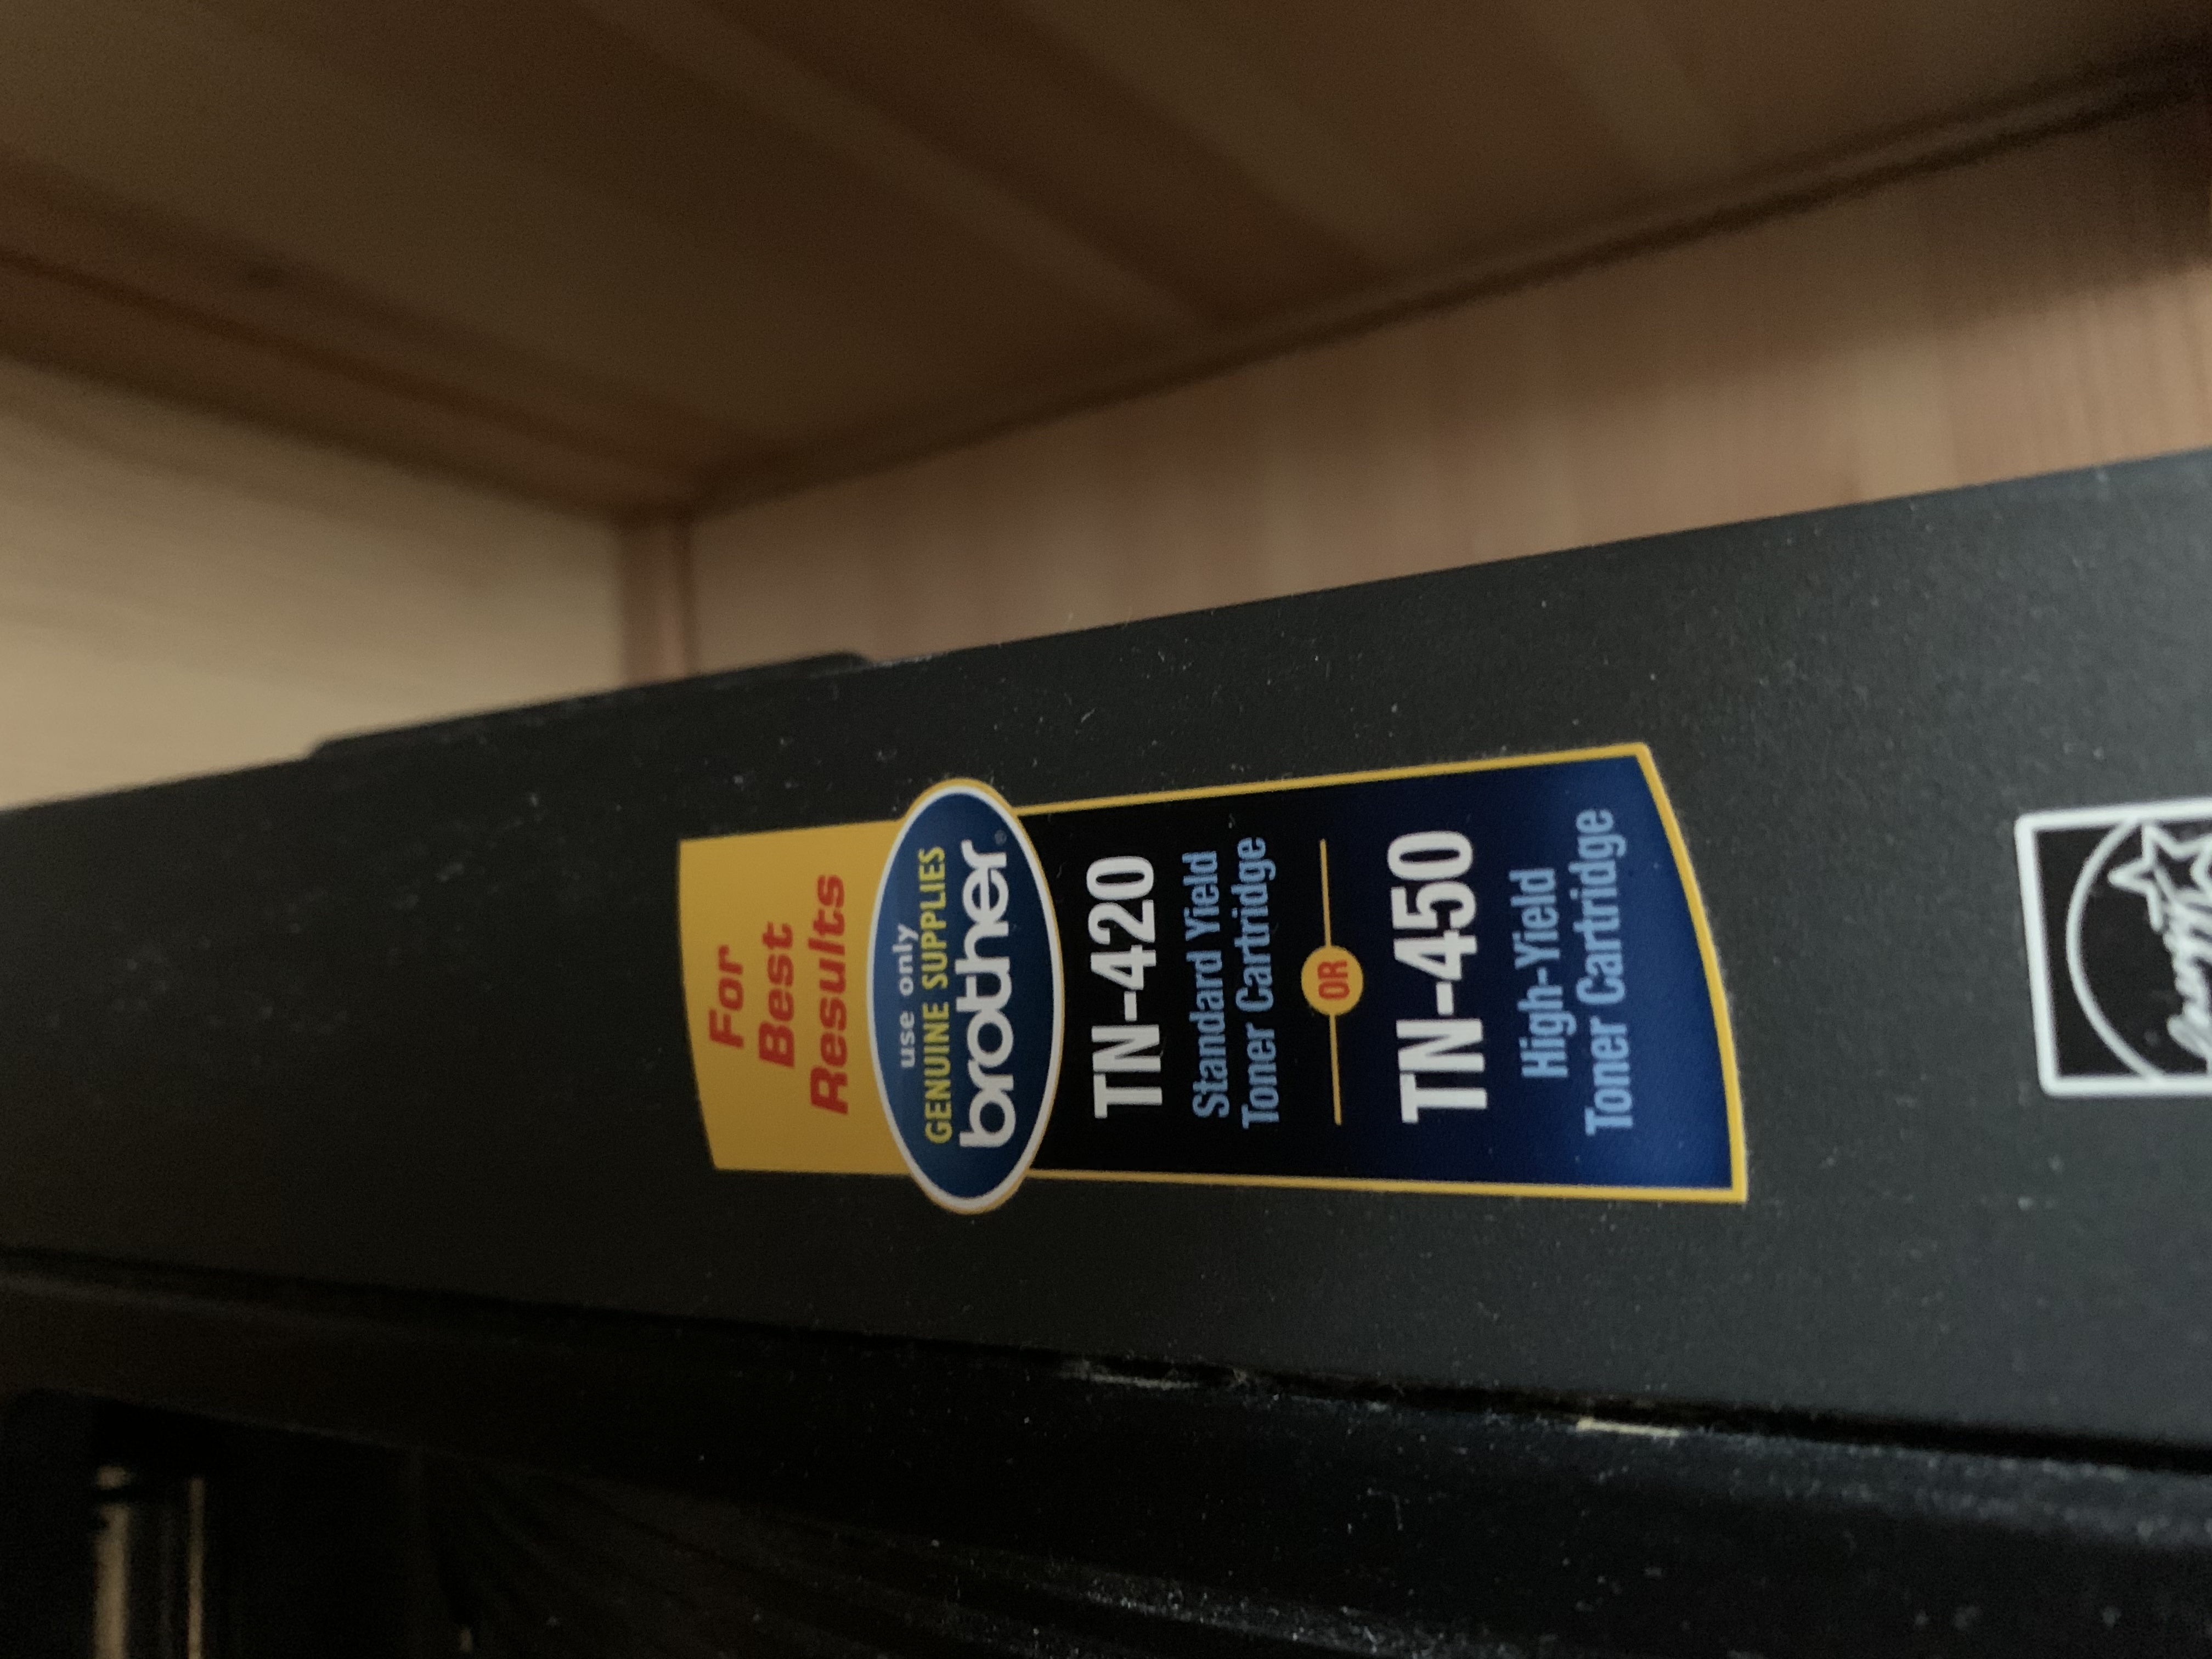 For
Best
Results
use only
GENUINE SUPPLIES
brother®
TN-420
Standard Yield
Toner Cartridge
OR
TN-450
High-Yield
Toner Cartridge